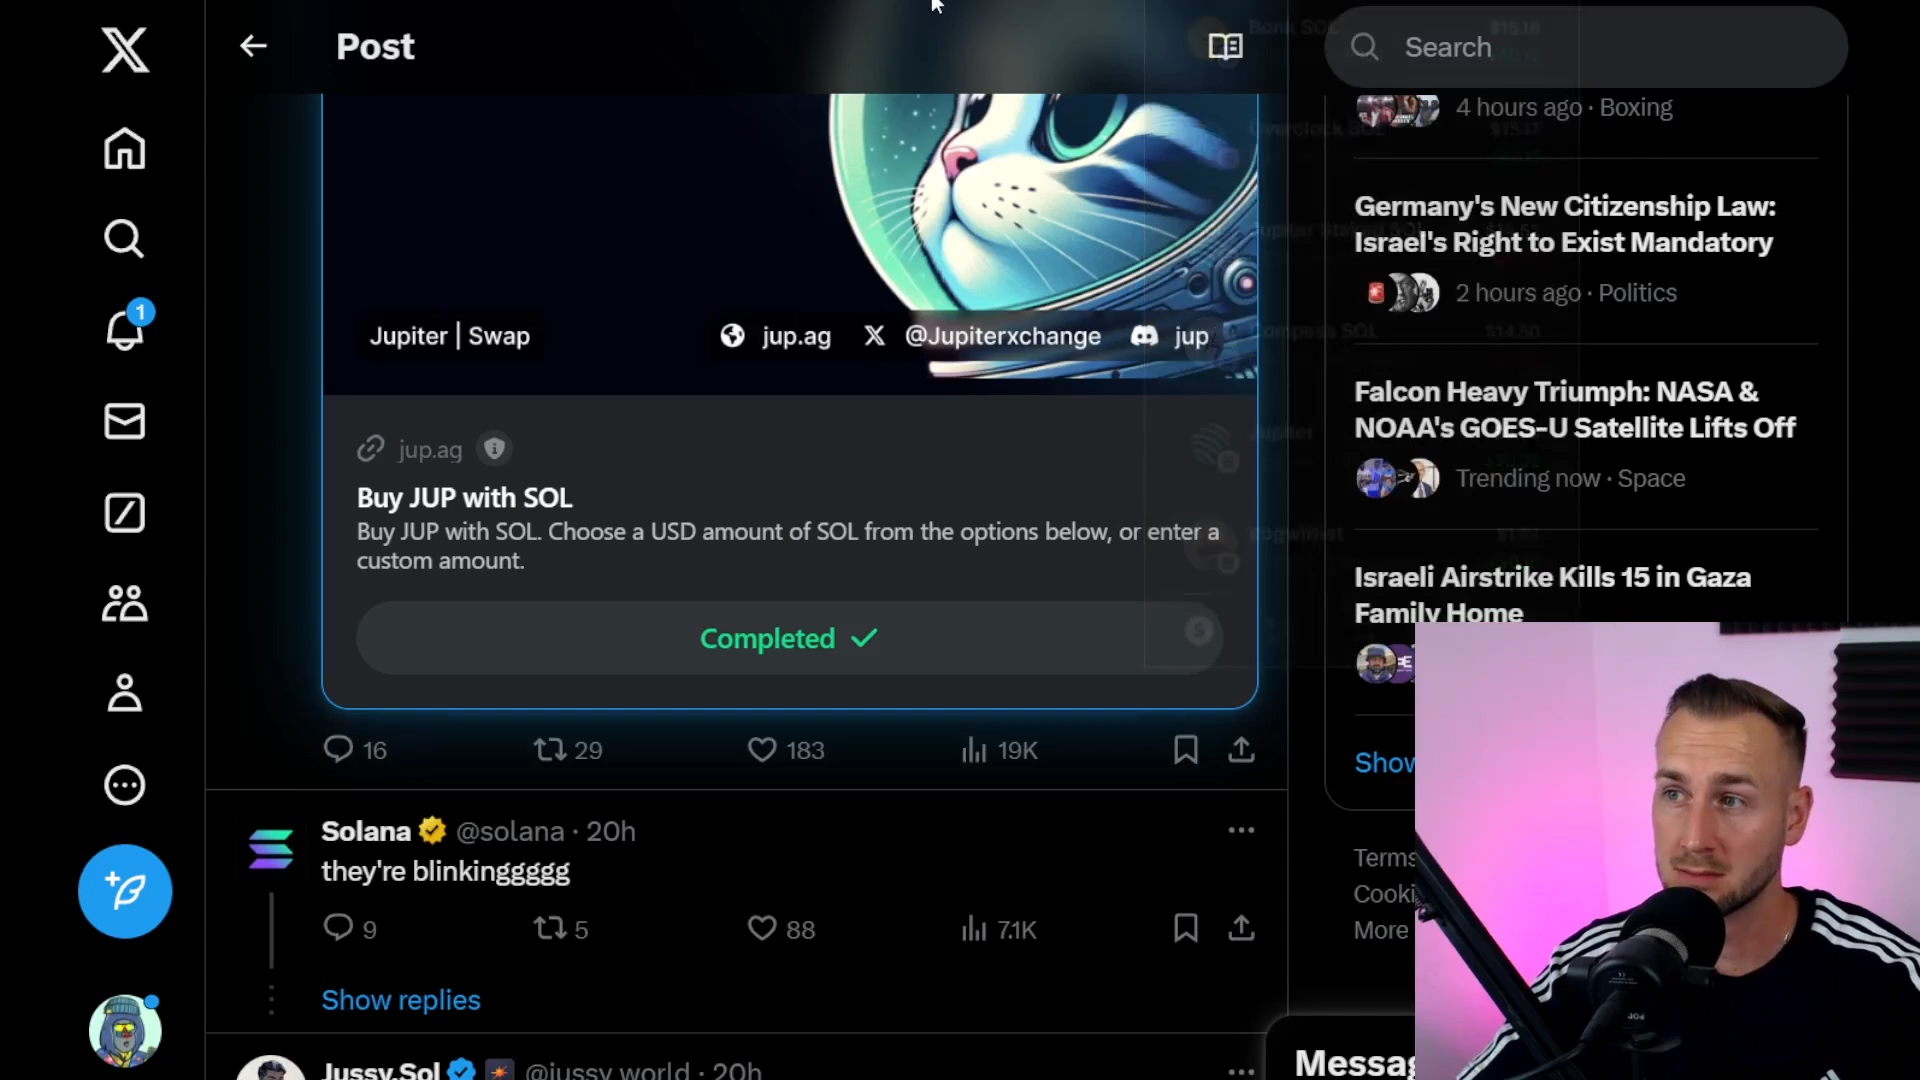 Post
Search
4 hours ago · Boxing
Germany's New Citizenship Law:
Israel's Right to Exist Mandatory
2 hours ago · Politics
Falcon Heavy Triumph: NASA &
NOAA's GOES-U Satellite Lifts Off
Trending now · Space
Israeli Airstrike Kills 15 in Gaza
Family Home
Show
Terms
Cooki
More
1
Jupiter | Swap
jup.ag
@Jupiterxchange
jup
jup.ag
Buy JUP with SOL
Buy JUP with SOL. Choose a USD amount of SOL from the options below, or enter a
custom amount.
Completed
16 29 183 19K
Solana @solana · 20h
they're blinkinggggg
9 5 88 7.1K
Show replies
Jussy.Sol @jussy_world · 20h
Messag